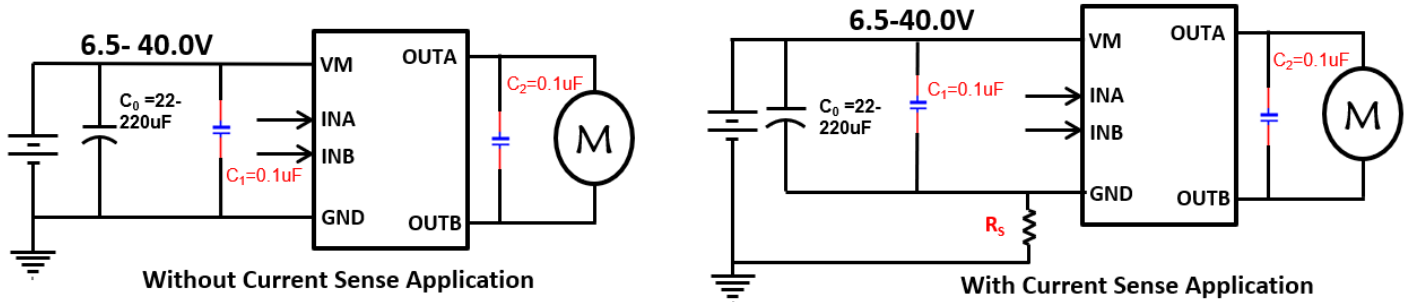 6.5- 40.0V
VM
OUTA
C₀ =22-
220uF
C₂=0.1uF
INA
INB
M
C₁=0.1uF
GND
OUTB
Without Current Sense Application
6.5-40.0V
VM
OUTA
C₁=0.1uF
C₂=0.1uF
C₀ =22-
220uF
INA
INB
M
GND
OUTB
Rₛ
With Current Sense Application